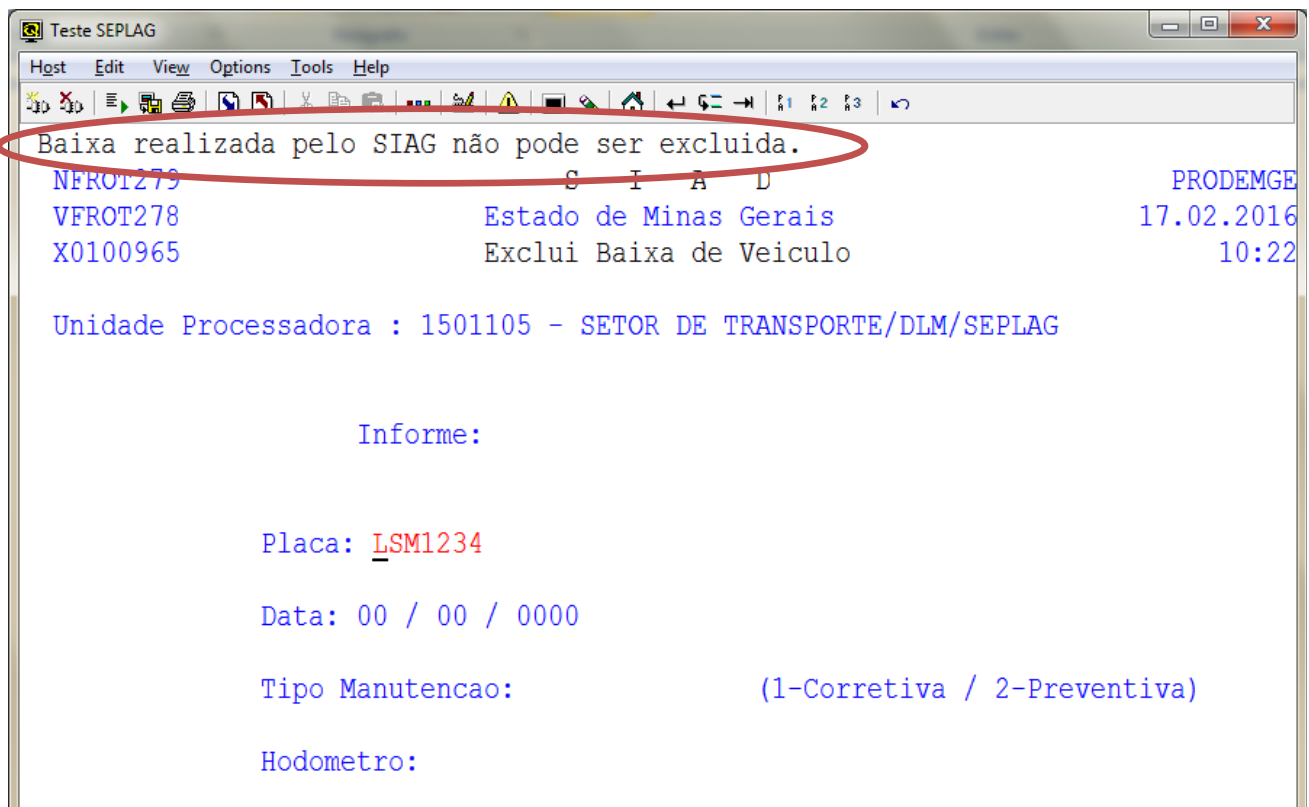 Teste SEPLAG
Host Edit View Options Tools Help
Baixa realizada pelo SIAG não pode ser excluida.
NFROT279 S I A D PRODEMGE
VFROT278 Estado de Minas Gerais 17.02.2016
X0100965 Exclui Baixa de Veiculo 10:22
Unidade Processadora : 1501105 - SETOR DE TRANSPORTE/DLM/SEPLAG
Informe:
Placa: LSM1234
Data: 00 / 00 / 0000
Tipo Manutencao: (1-Corretiva / 2-Preventiva)
Hodometro: